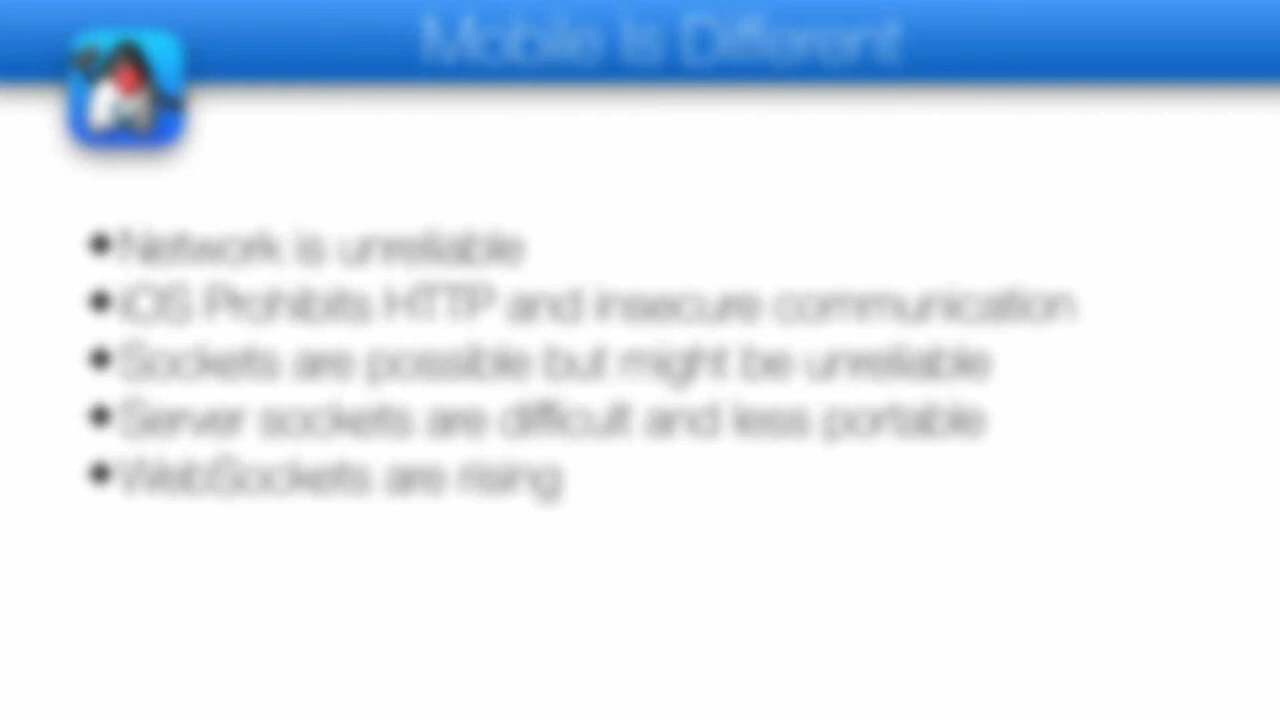 Mobile Is Different
Network is unreliable
iOS Prohibits HTTP and insecure communication
Sockets are possible but might be unreliable
Server sockets are difficult and less portable
WebSockets are rising